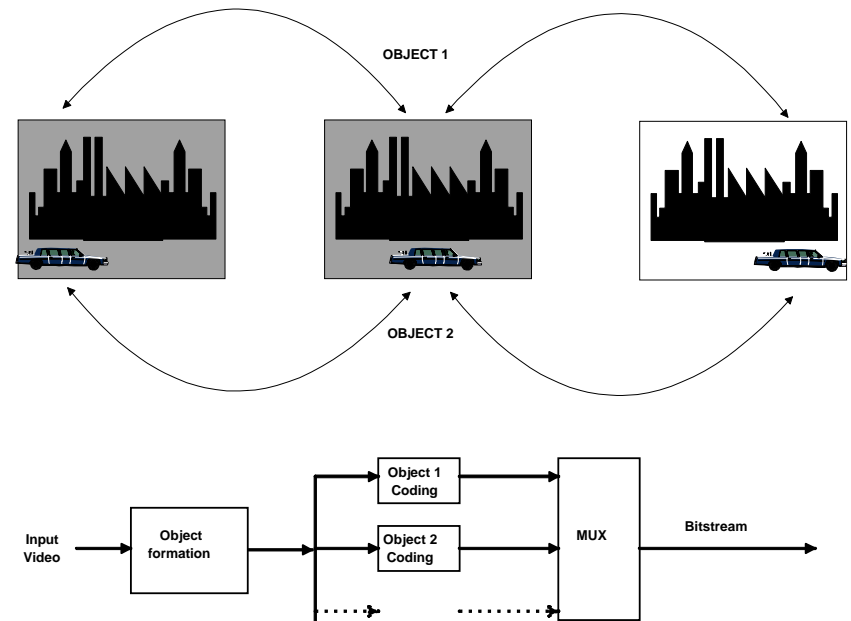 OBJECT 1
OBJECT 2
Object 1
Coding
Input
Video
Object
formation
Object 2
Coding
MUX
Bitstream